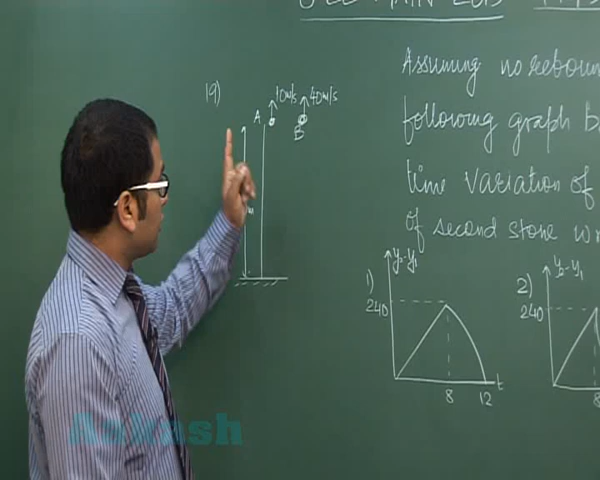 19)
10m/s
40m/s
A
B
m
Assuming no rebound
following graph b
time variation of
of second stone w
1)
y₂-y₁
240
8
12
t
2)
y₂-y₁
240
8
Aakash